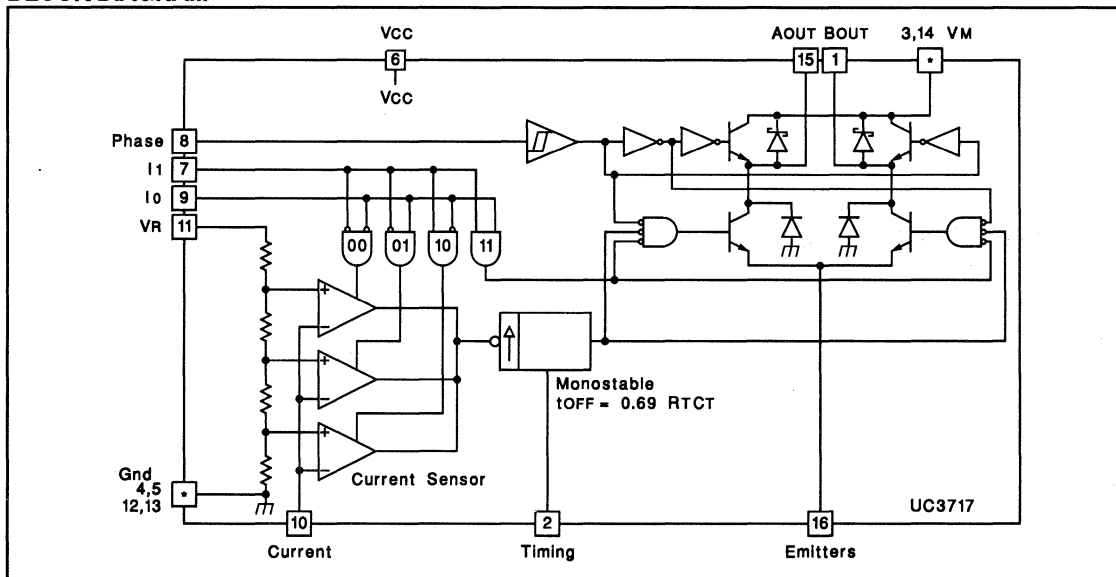 VCC
AOUT BOUT
3,14 VM
6
15
1
*
VCC
Phase
8
I1
7
I0
9
VR
11
00
01
10
11
+
−
+
−
+
−
Monostable
tOFF = 0.69 RTCT
Current Sensor
Gnd
4,5
12,13
*
UC3717
10
2
16
Current
Timing
Emitters